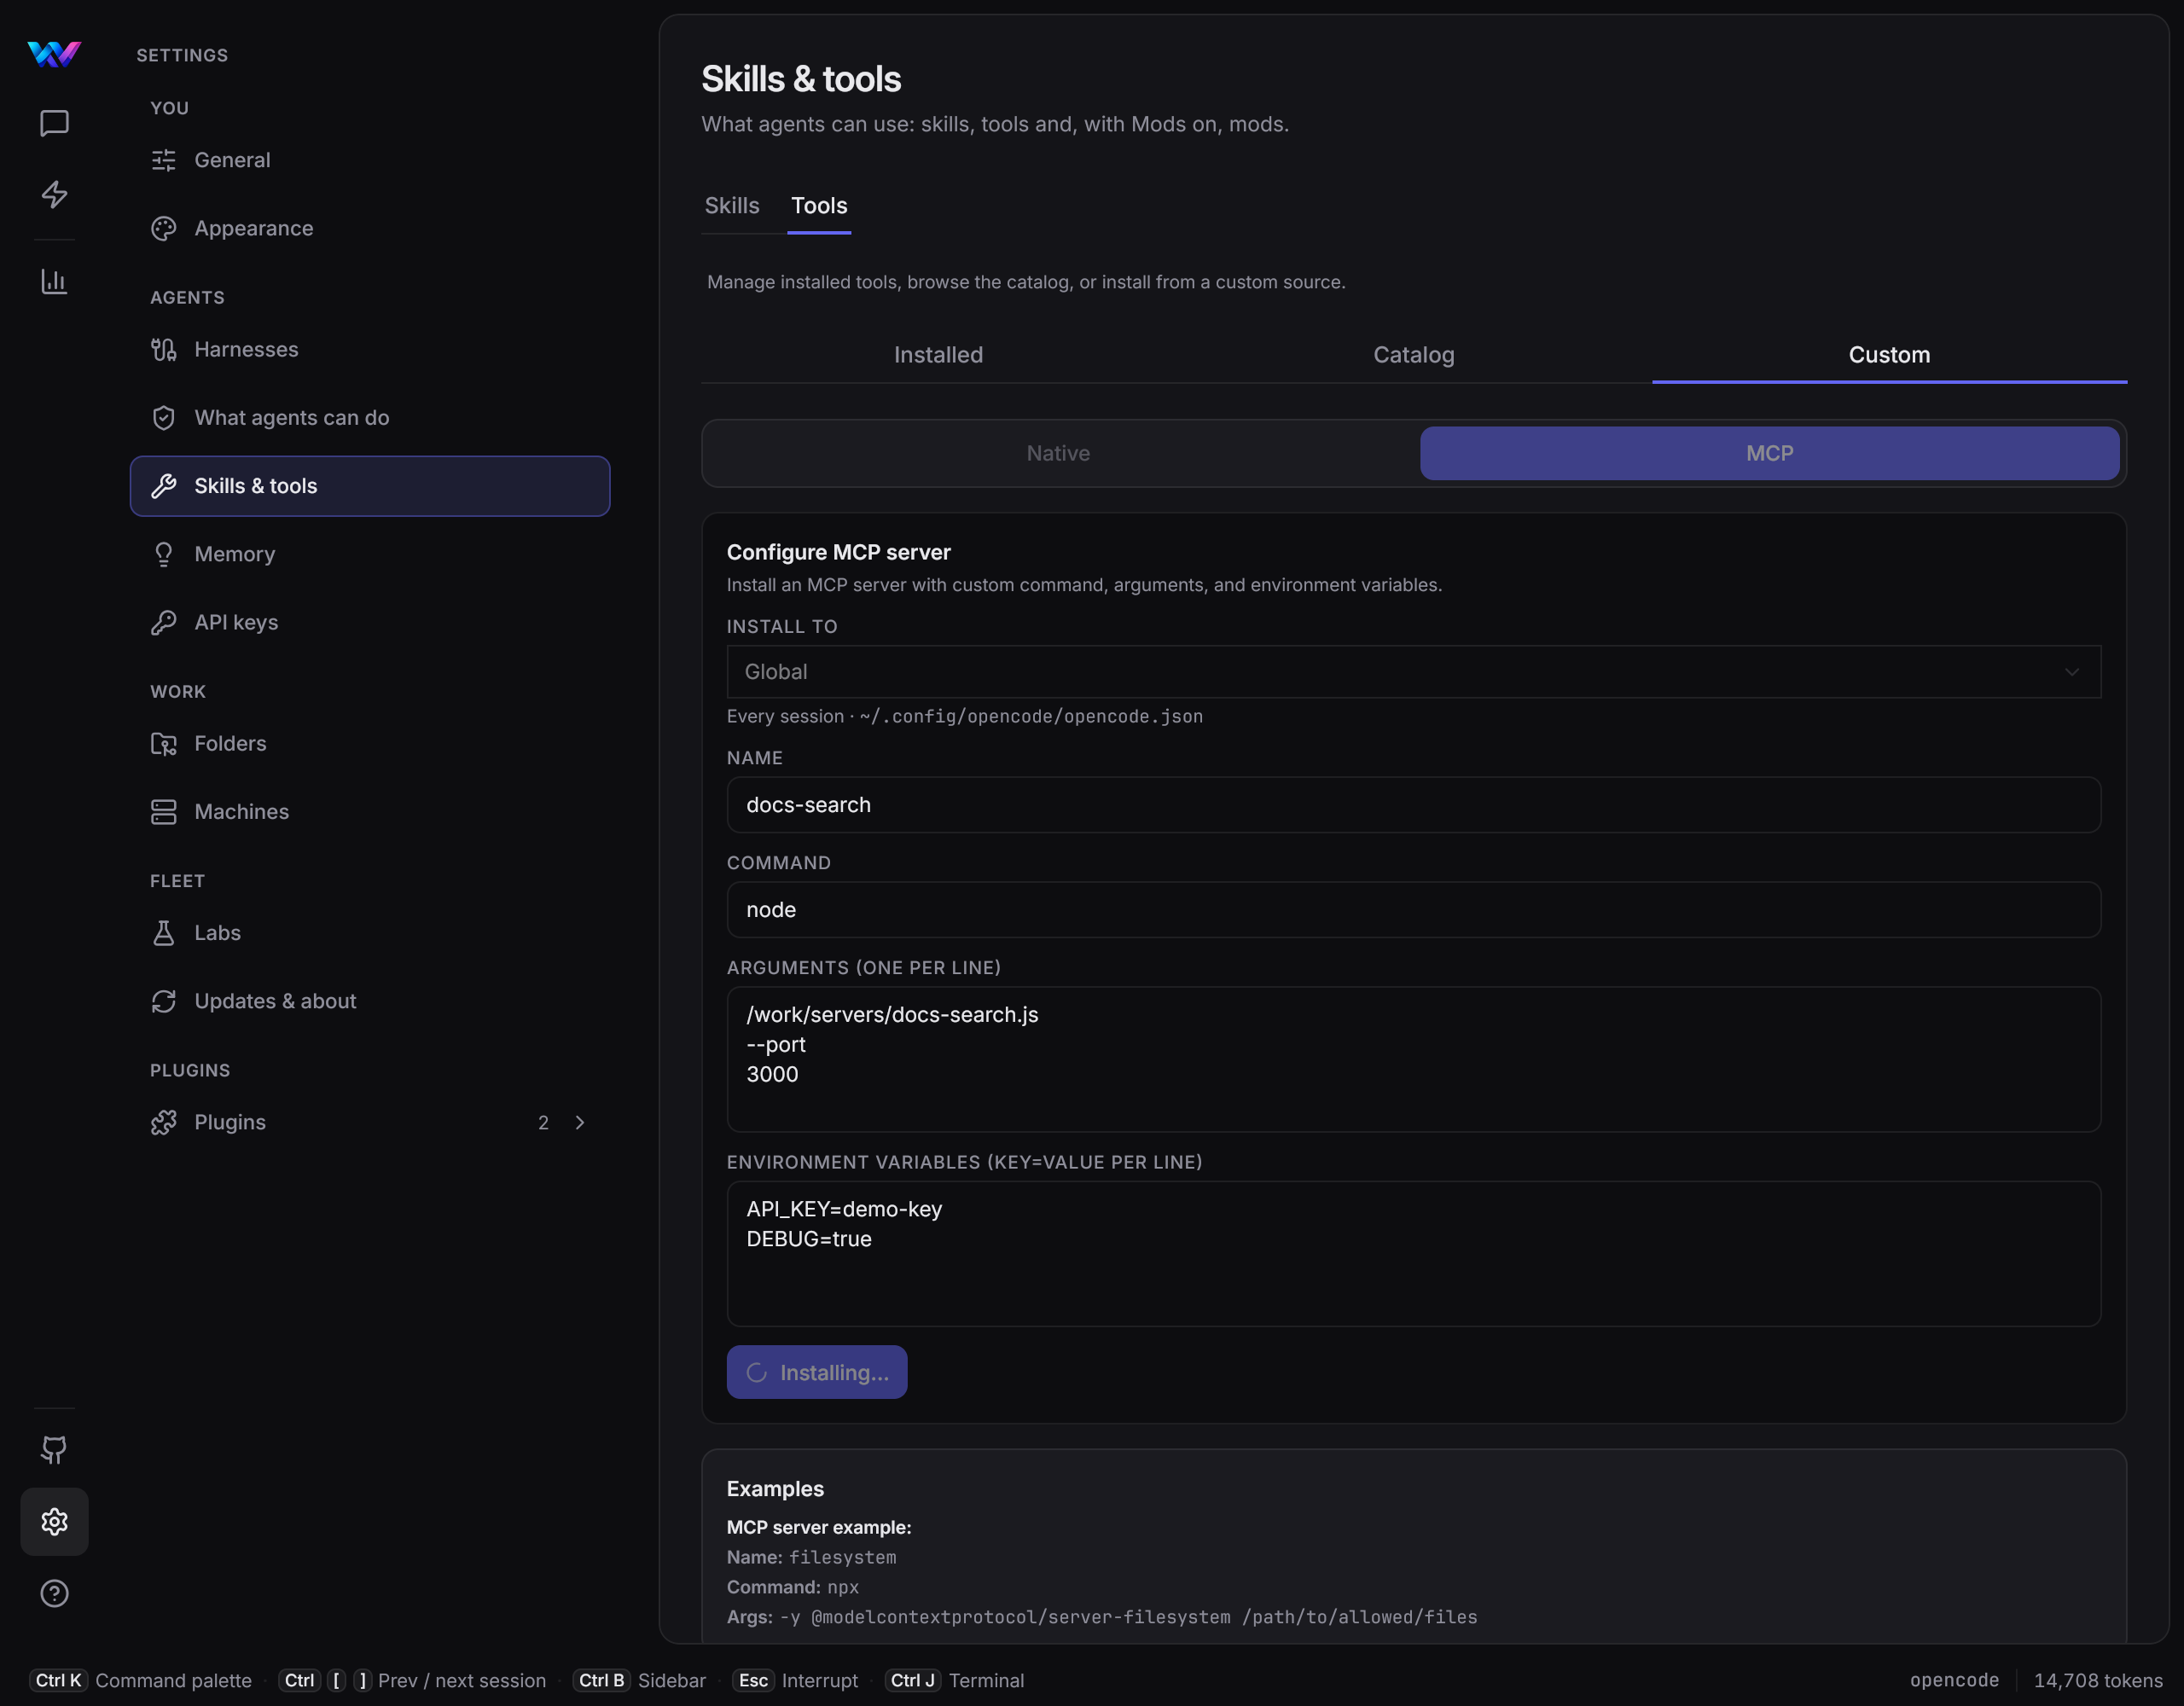 SETTINGS
YOU
General
Appearance
AGENTS
Harnesses
What agents can do
Skills & tools
Memory
API keys
WORK
Folders
Machines
FLEET
Labs
Updates & about
PLUGINS
Plugins 2
Skills & tools
What agents can use: skills, tools and, with Mods on, mods.
Skills Tools
Manage installed tools, browse the catalog, or install from a custom source.
Installed Catalog Custom
Native MCP
Configure MCP server
Install an MCP server with custom command, arguments, and environment variables.
INSTALL TO
Global
Every session · ~/.config/opencode/opencode.json
NAME
docs-search
COMMAND
node
ARGUMENTS (ONE PER LINE)
/work/servers/docs-search.js
--port
3000
ENVIRONMENT VARIABLES (KEY=VALUE PER LINE)
API_KEY=demo-key
DEBUG=true
Installing...
Examples
MCP server example:
Name: filesystem
Command: npx
Args: -y @modelcontextprotocol/server-filesystem /path/to/allowed/files
Ctrl K Command palette · Ctrl [ ] Prev / next session · Ctrl B Sidebar · Esc Interrupt · Ctrl J Terminal
opencode 14,708 tokens